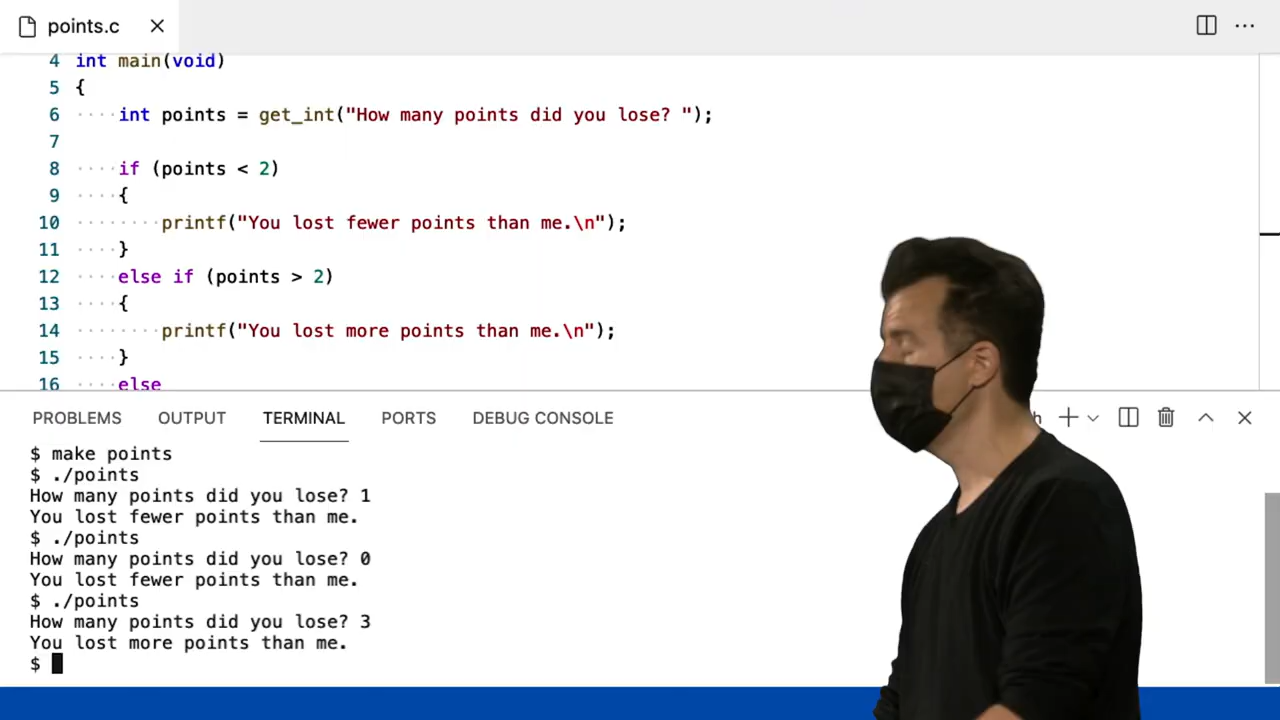 points.c
4 int main(void)
5 {
6 int points = get_int("How many points did you lose? ");
7
8 if (points < 2)
9 {
10 printf("You lost fewer points than me.\n");
11 }
12 else if (points > 2)
13 {
14 printf("You lost more points than me.\n");
15 }
16 else
PROBLEMS OUTPUT TERMINAL PORTS DEBUG CONSOLE
$ make points
$ ./points
How many points did you lose? 1
You lost fewer points than me.
$ ./points
How many points did you lose? 0
You lost fewer points than me.
$ ./points
How many points did you lose? 3
You lost more points than me.
$